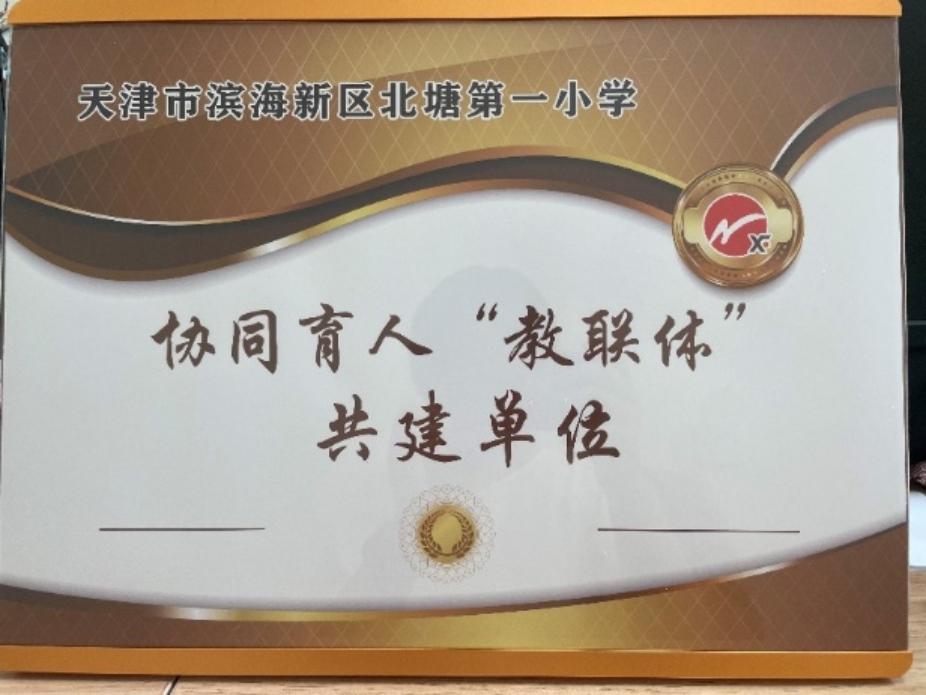 天津市滨海新区北塘第一小学
协同育人“教联体”
共建单位